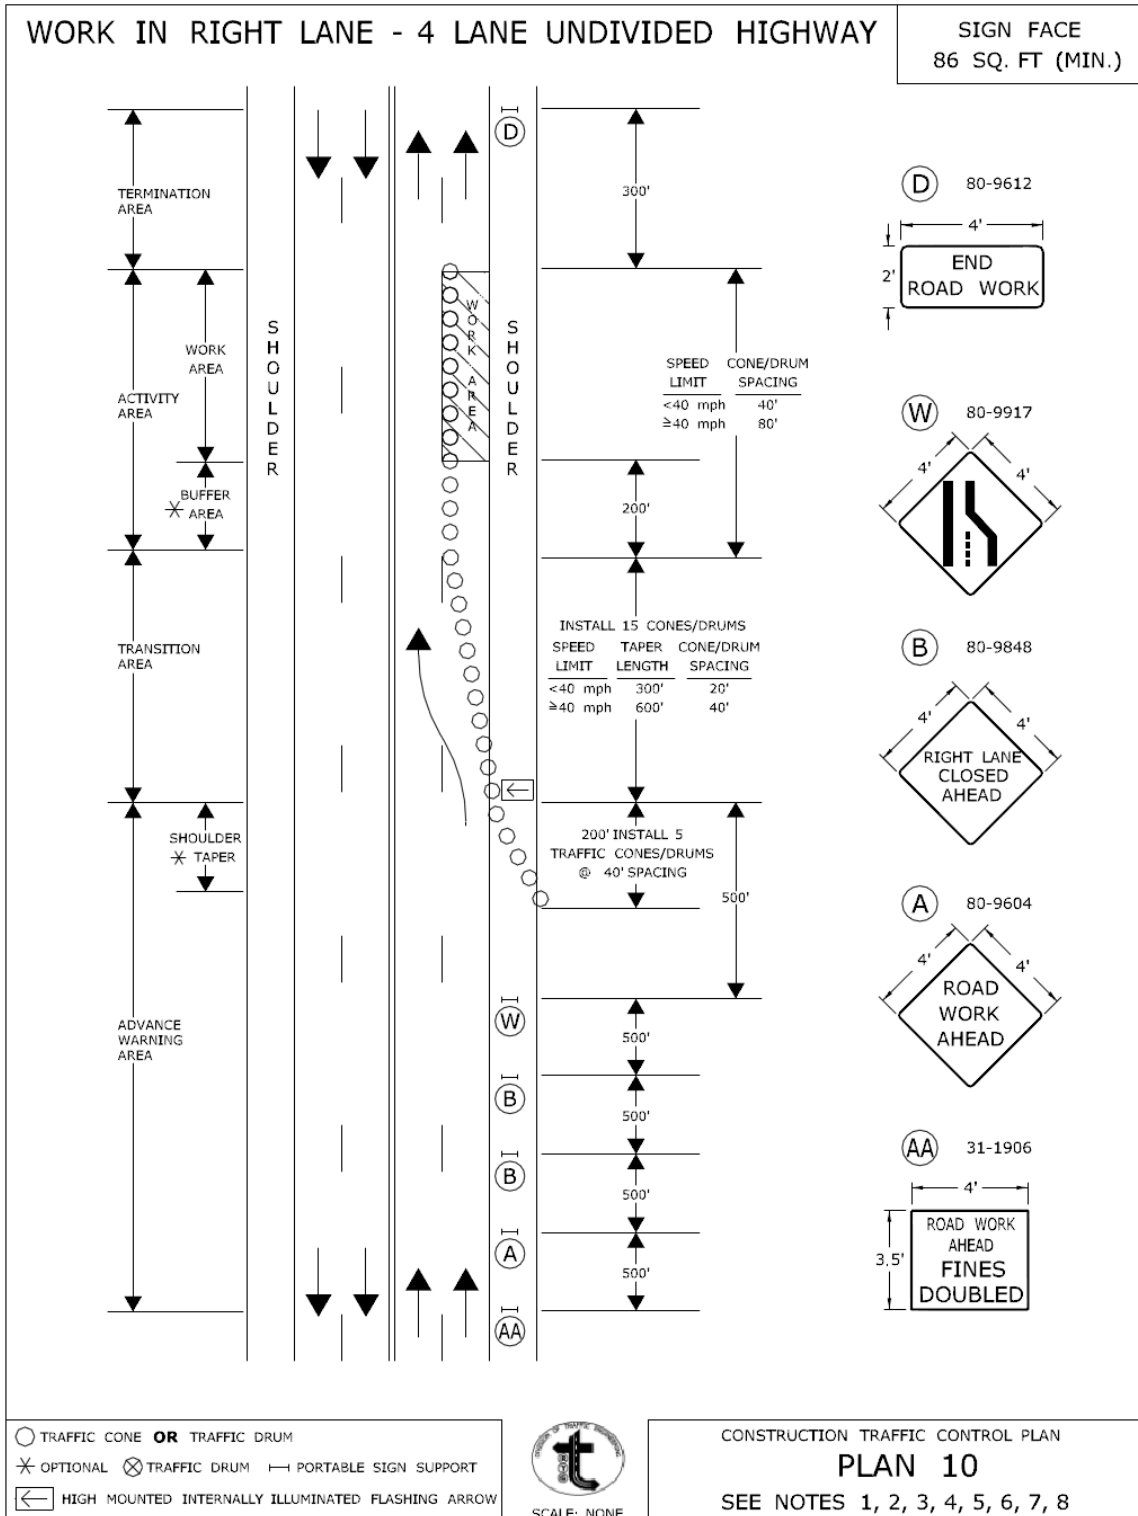 WORK IN RIGHT LANE - 4 LANE UNDIVIDED HIGHWAY
SIGN FACE
86 SQ. FT (MIN.)
TERMINATION
AREA
ACTIVITY
AREA
WORK
AREA
BUFFER
AREA
TRANSITION
AREA
SHOULDER
TAPER
ADVANCE
WARNING
AREA
SHOULDER
WORK AREA
SHOULDER
D
300'
SPEED LIMIT CONE/DRUM SPACING
<40 mph 40'
≥40 mph 80'
200'
INSTALL 15 CONES/DRUMS
SPEED LIMIT TAPER LENGTH CONE/DRUM SPACING
<40 mph 300' 20'
≥40 mph 600' 40'
200' INSTALL 5
TRAFFIC CONES/DRUMS
@ 40' SPACING
500'
W
500'
B
500'
B
500'
A
500'
AA
D 80-9612
4'
2'
END
ROAD WORK
W 80-9917
4' 4'
B 80-9848
4' 4'
RIGHT LANE
CLOSED
AHEAD
A 80-9604
4' 4'
ROAD
WORK
AHEAD
AA 31-1906
4'
3.5'
ROAD WORK
AHEAD
FINES
DOUBLED
TRAFFIC CONE OR TRAFFIC DRUM
OPTIONAL TRAFFIC DRUM PORTABLE SIGN SUPPORT
HIGH MOUNTED INTERNALLY ILLUMINATED FLASHING ARROW
DIVISION OF TRAFFIC ENGINEERING
SCALE: NONE
CONSTRUCTION TRAFFIC CONTROL PLAN
PLAN 10
SEE NOTES 1, 2, 3, 4, 5, 6, 7, 8